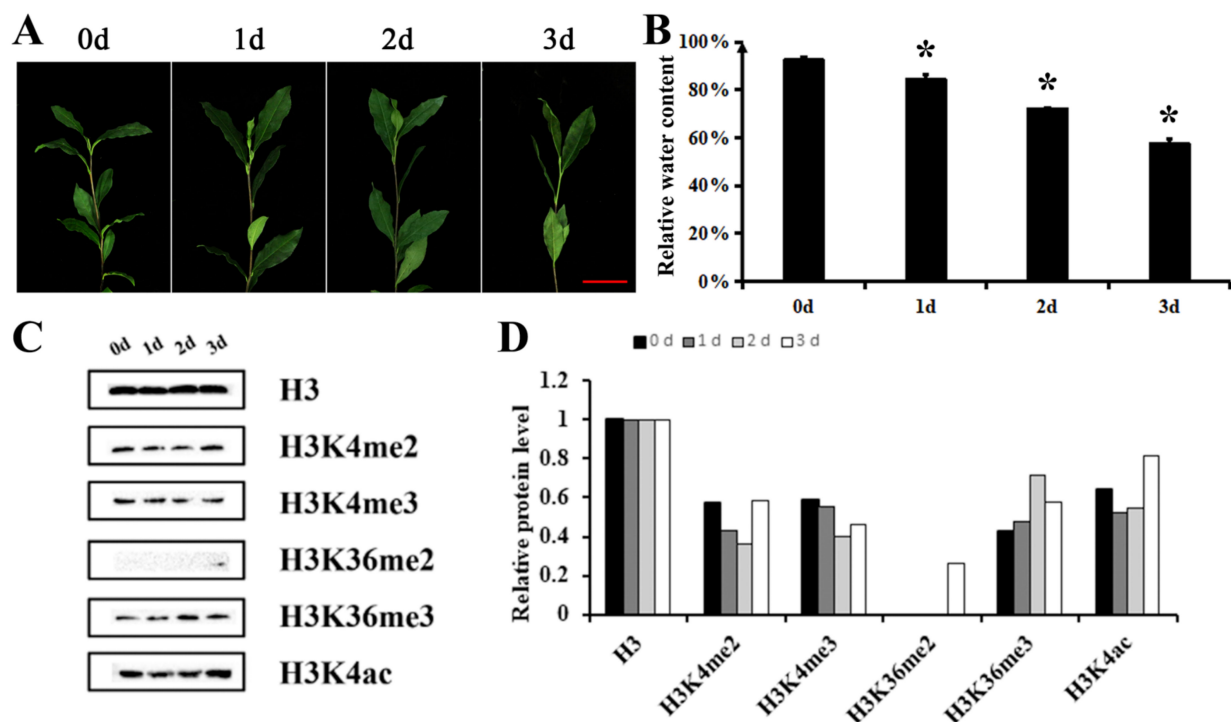 A
0d 1d 2d 3d
B
Relative water content
100%
80%
60%
40%
20%
0%
*
*
*
0d 1d 2d 3d
C
0d 1d 2d 3d
H3
H3K4me2
H3K4me3
H3K36me2
H3K36me3
H3K4ac
D
0 d 1 d 2 d 3 d
Relative protein level
1.2
1
0.8
0.6
0.4
0.2
0
H3 H3K4me2 H3K4me3 H3K36me2 H3K36me3 H3K4ac